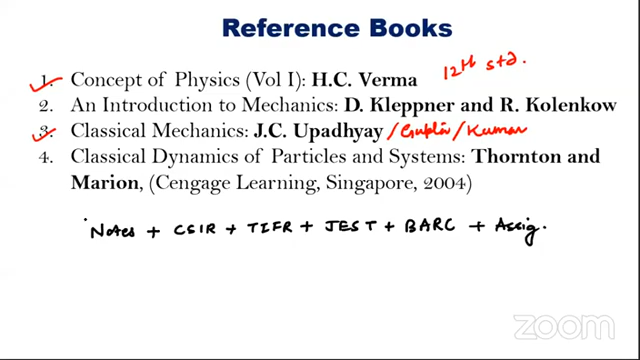 Reference Books
1. Concept of Physics (Vol I): H.C. Verma 12th std.
2. An Introduction to Mechanics: D. Kleppner and R. Kolenkow
3. Classical Mechanics: J.C. Upadhyay /Gupta/Kumar
4. Classical Dynamics of Particles and Systems: Thornton and
Marion, (Cengage Learning, Singapore, 2004)
Notes + CSIR + TIFR + JEST + BARC + Assig.
zoom